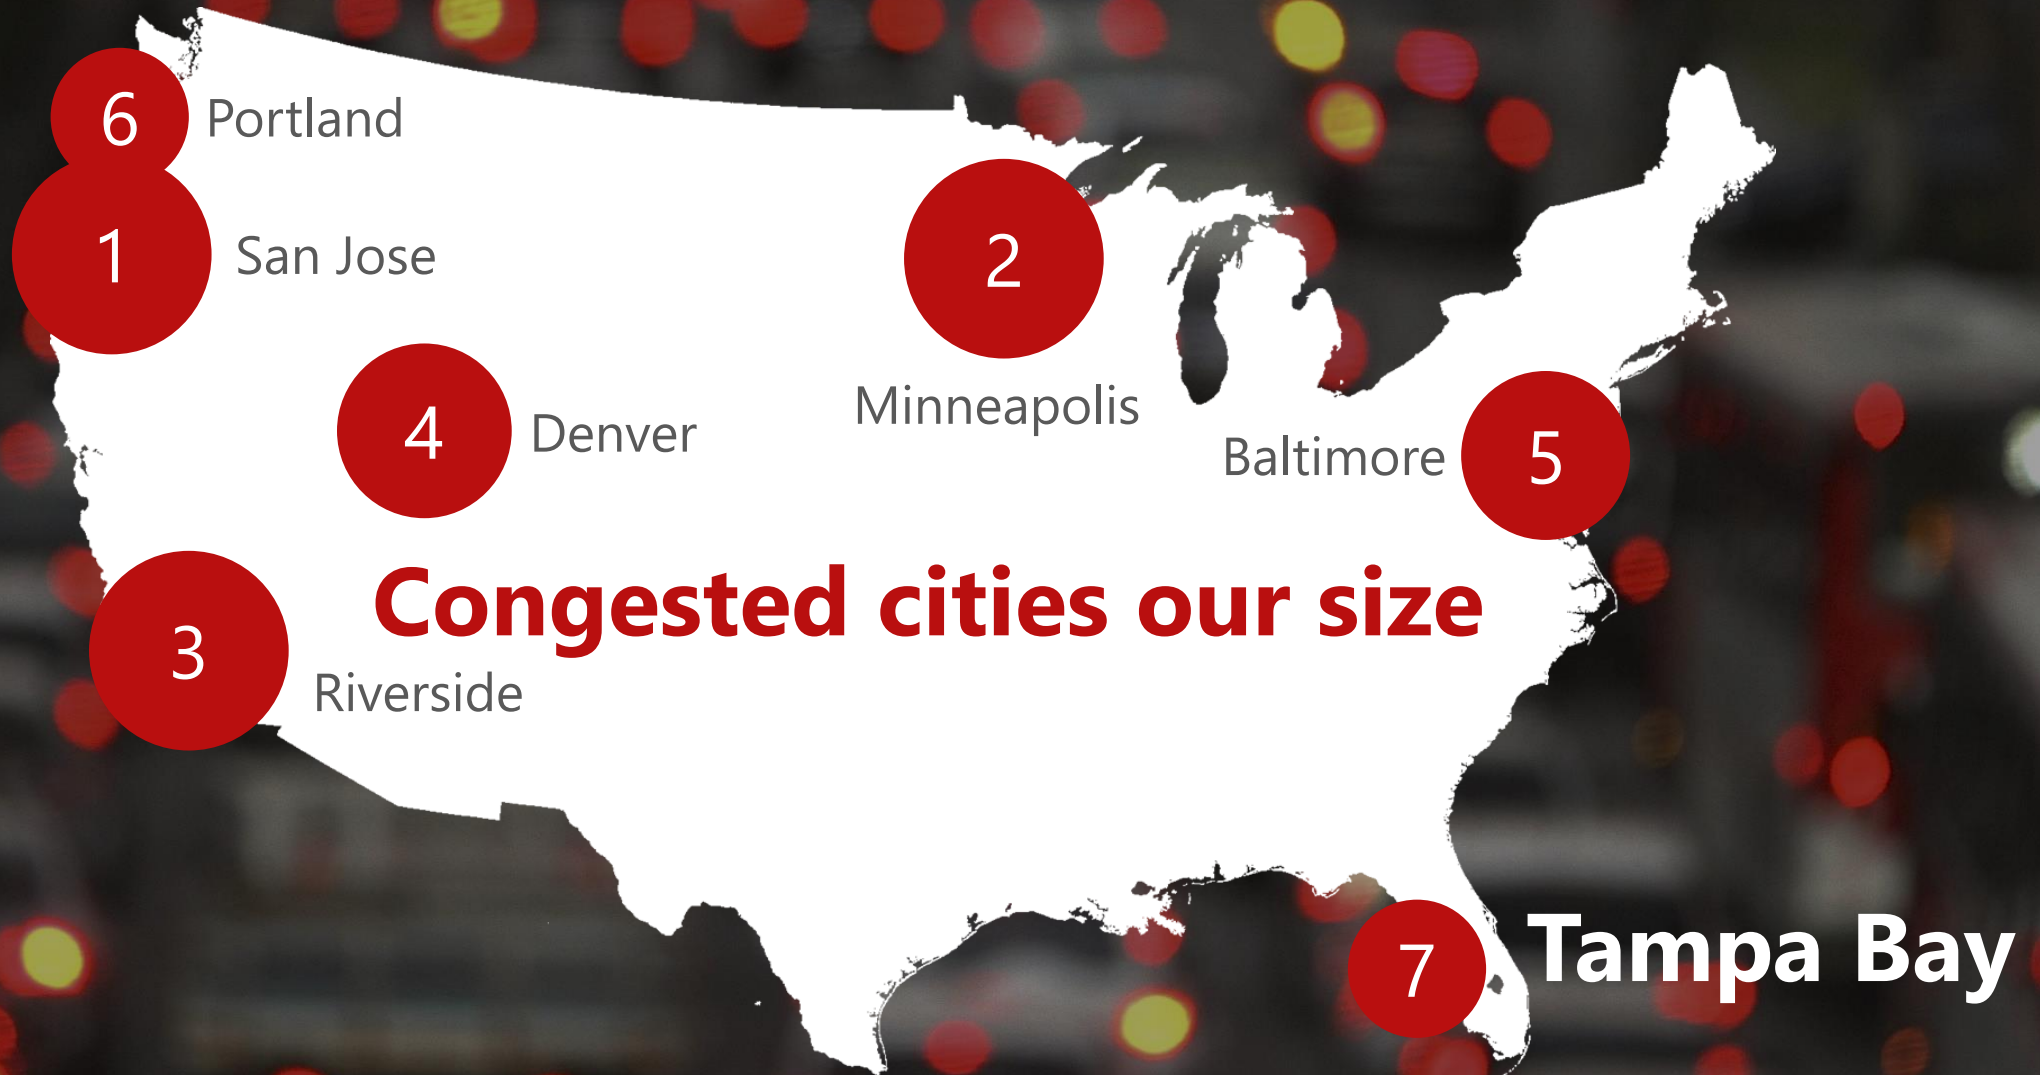 6 Portland
1 San Jose
2
Minneapolis
4 Denver
Baltimore 5
Congested cities our size
3
Riverside
7 Tampa Bay